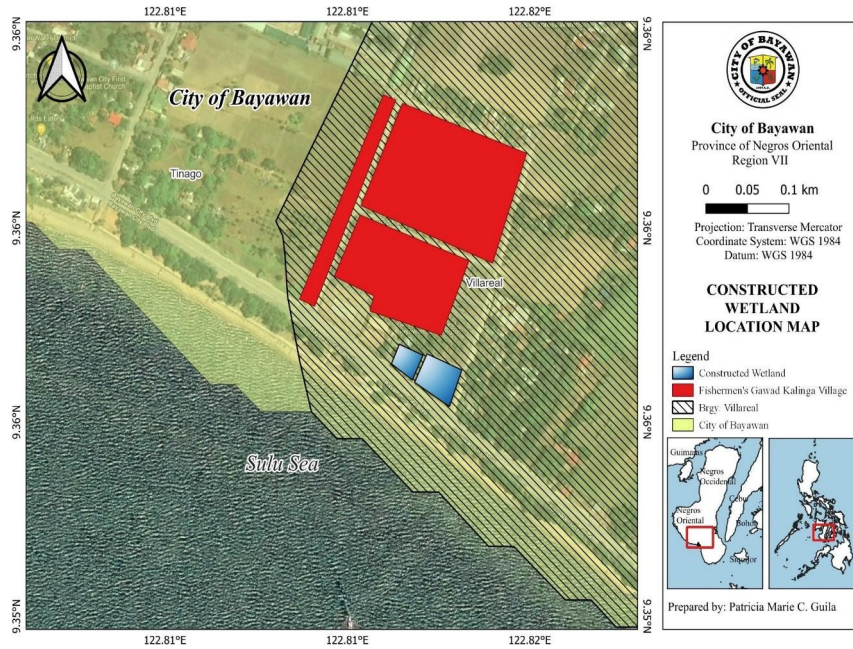 122.81°E
122.81°E
122.82°E
9.36°N
9.36°N
City First
ptist Church
City of Bayawan
Tinago
Villareal
9.36°N
9.36°N
9.36°N
9.36°N
Sulu Sea
9.35°N
9.35°N
122.81°E
122.81°E
122.82°E
CITY OF BAYAWAN
OFFICIAL SEAL
City of Bayawan
Province of Negros Oriental
Region VII
0 0.05 0.1 km
Projection: Transverse Mercator
Coordinate System: WGS 1984
Datum: WGS 1984
CONSTRUCTED
WETLAND
LOCATION MAP
Legend
Constructed Wetland
Fishermen's Gawad Kalinga Village
Brgy. Villareal
City of Bayawan
Guimaras
Negros
Occidental
Cebu
Negros
Oriental
Bohol
Siquijor
Prepared by: Patricia Marie C. Guila